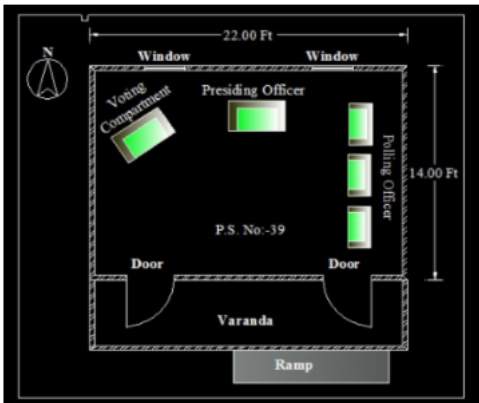 22.00 Ft
N
Window
Window
Voting
Compartment
Presiding Officer
Polling Officer
14.00 Ft
P.S. No:-39
Door
Door
Varanda
Ramp